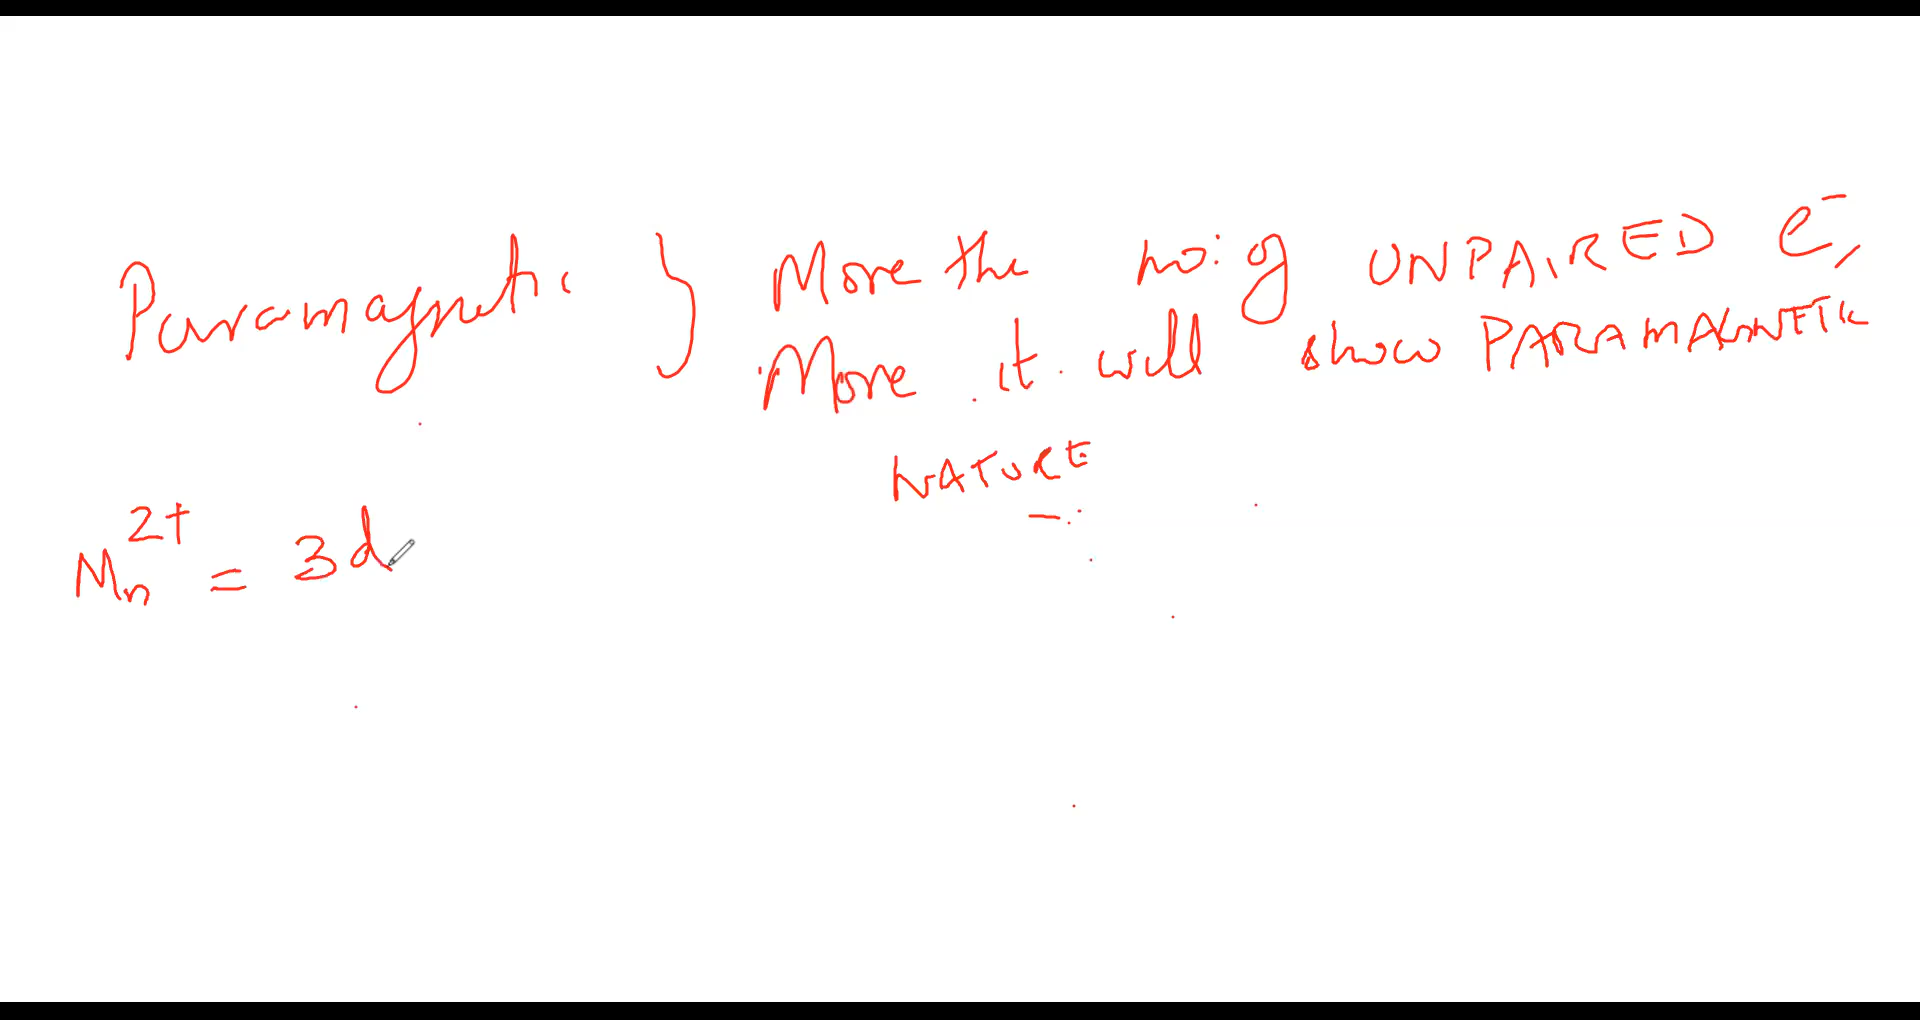 Paramagnetic } More the no: of UNPAIRED e⁻,
More it will show PARAMAGNETIC
NATURE
Mn²⁺ = 3d